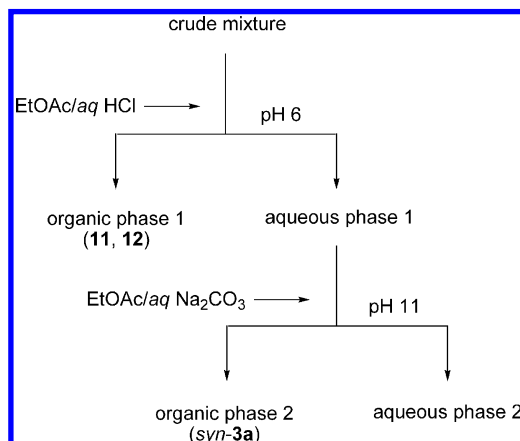 crude mixture
EtOAc/aq HCl
pH 6
organic phase 1
(11, 12)
aqueous phase 1
EtOAc/aq Na₂CO₃
pH 11
organic phase 2
(syn-3a)
aqueous phase 2